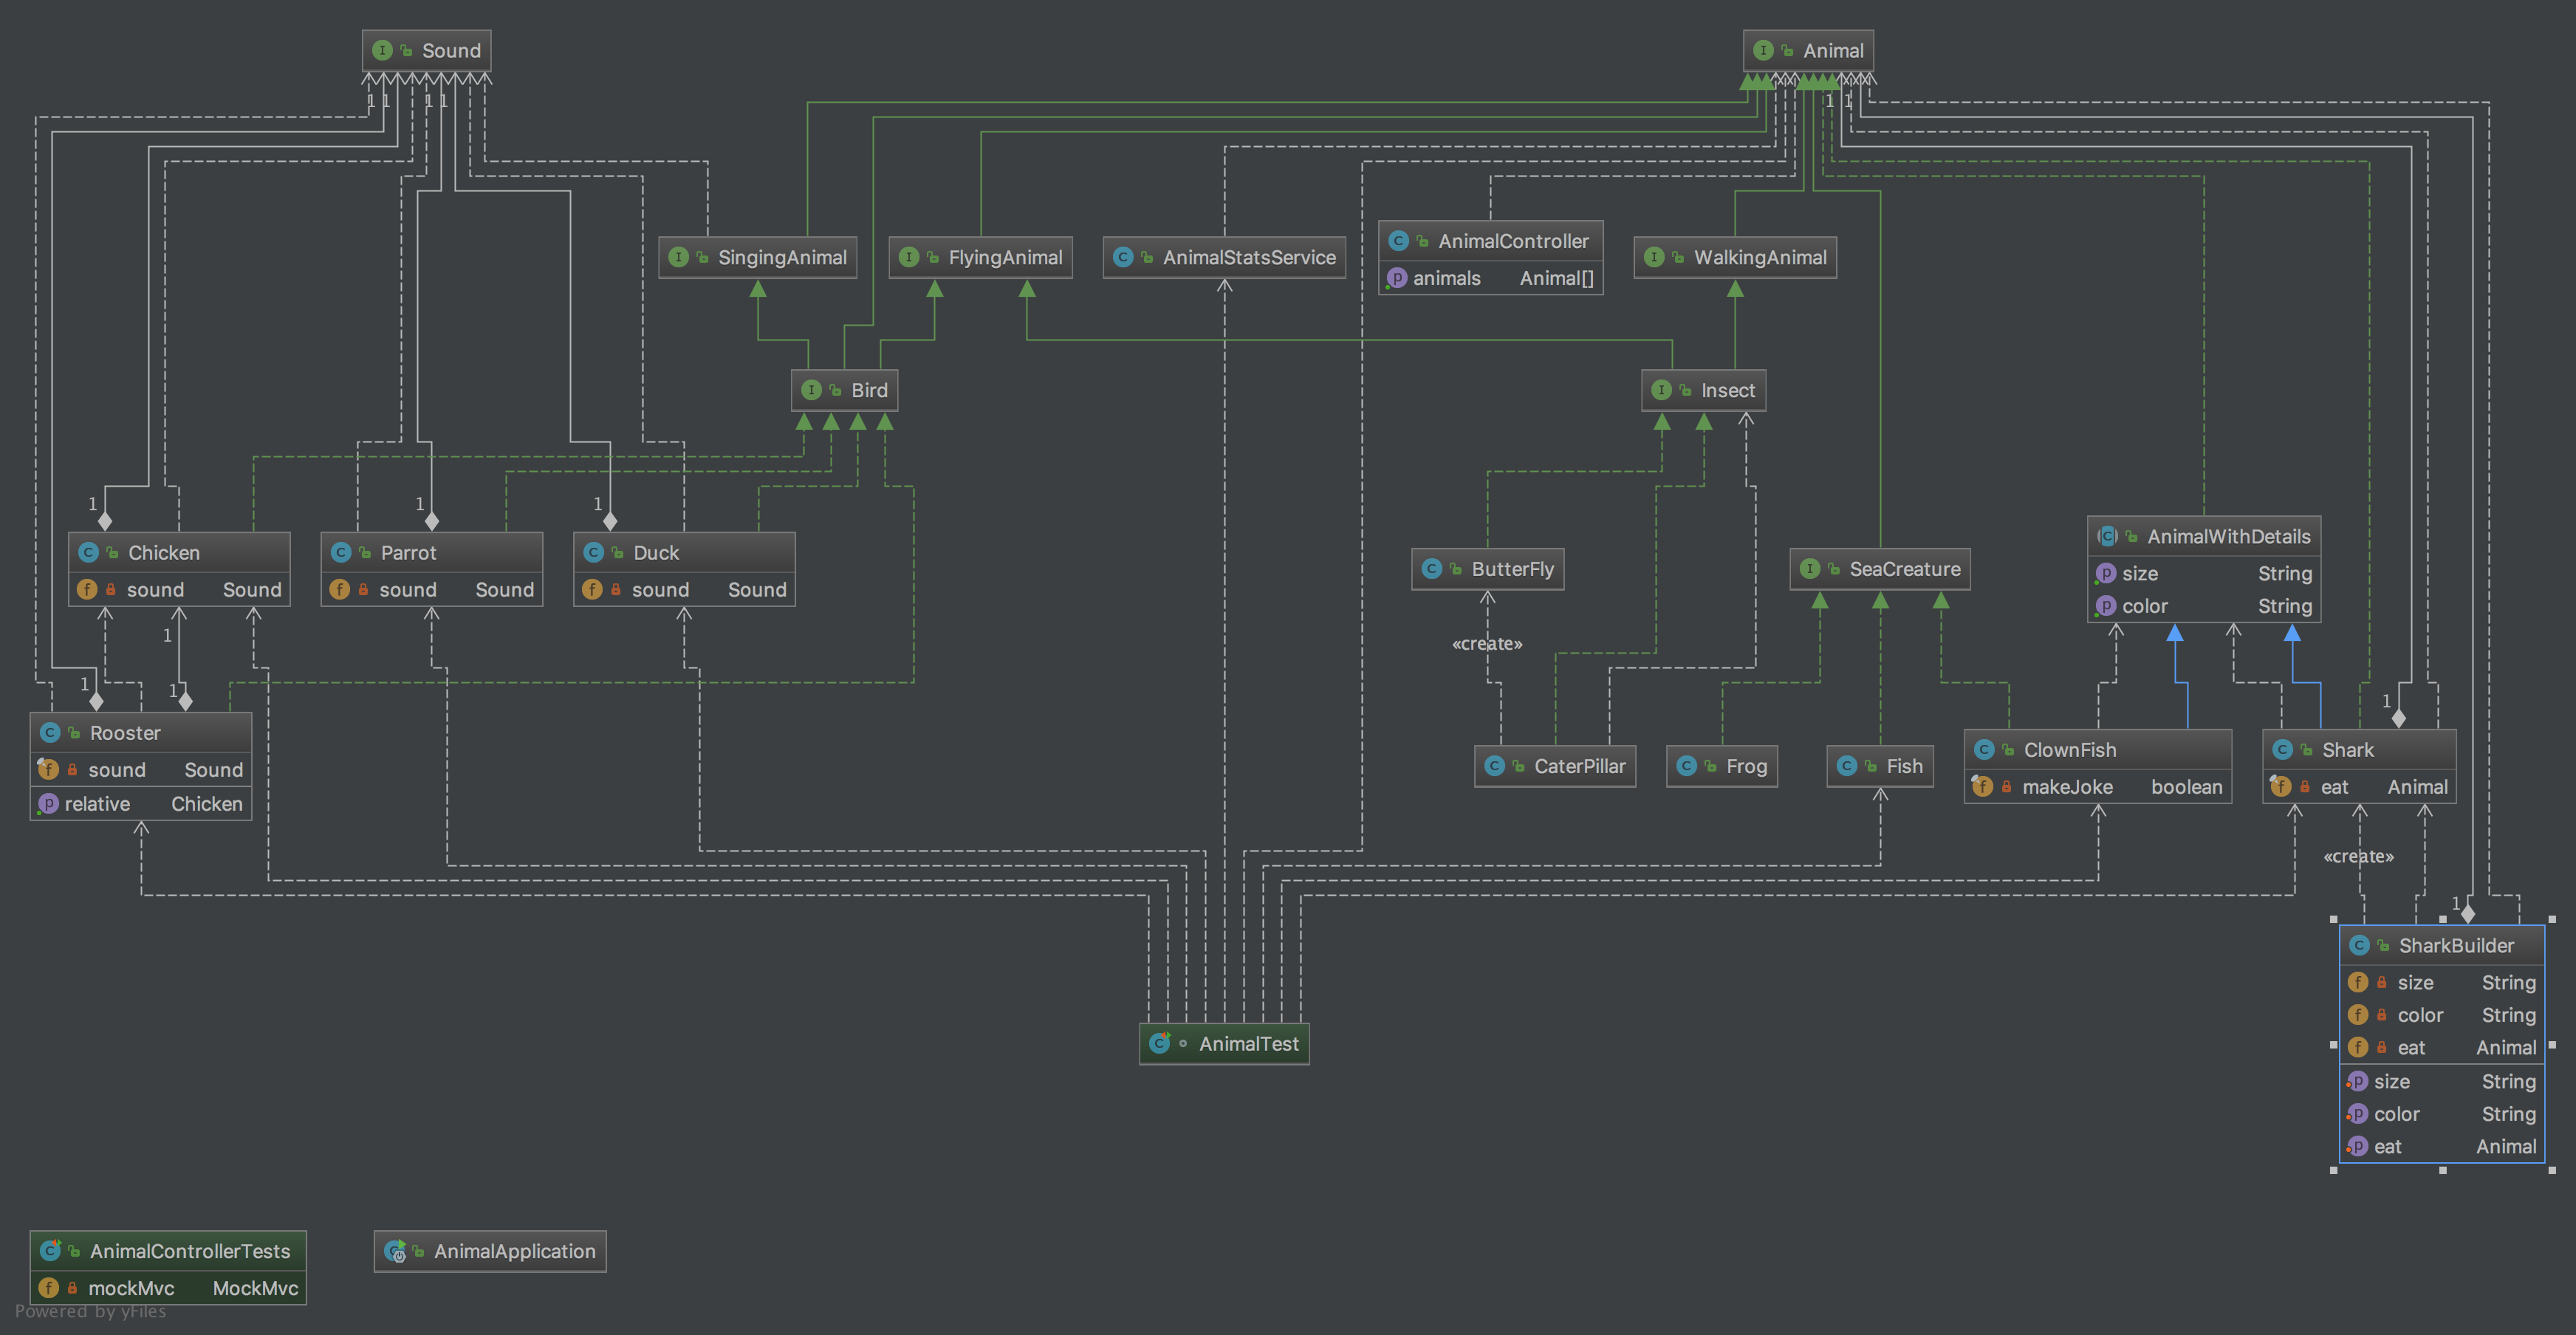 Sound
Animal
1 1 1 1
1 1
SingingAnimal
FlyingAnimal
AnimalStatsService
AnimalController
animals Animal[]
WalkingAnimal
Bird
Insect
1
1
1
Chicken
sound Sound
Parrot
sound Sound
Duck
sound Sound
ButterFly
SeaCreature
AnimalWithDetails
size String
color String
1
«create»
1
1
1
Rooster
sound Sound
relative Chicken
CaterPillar
Frog
Fish
ClownFish
makeJoke boolean
Shark
eat Animal
«create»
1
SharkBuilder
size String
color String
eat Animal
size String
color String
eat Animal
AnimalTest
AnimalControllerTests
mockMvc MockMvc
AnimalApplication
Powered by yFiles